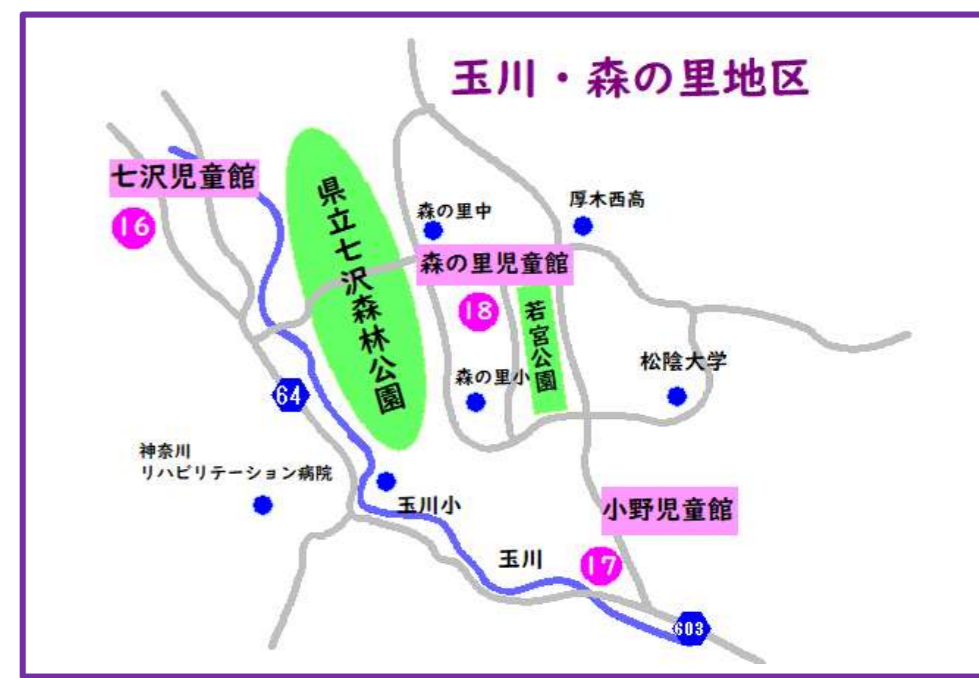 玉川・森の里地区
七沢児童館
16
県立七沢森林公園
森の里中
厚木西高
森の里児童館
18
若宮公園
森の里小
松陰大学
64
神奈川
リハビリテーション病院
玉川小
小野児童館
玉川
17
603